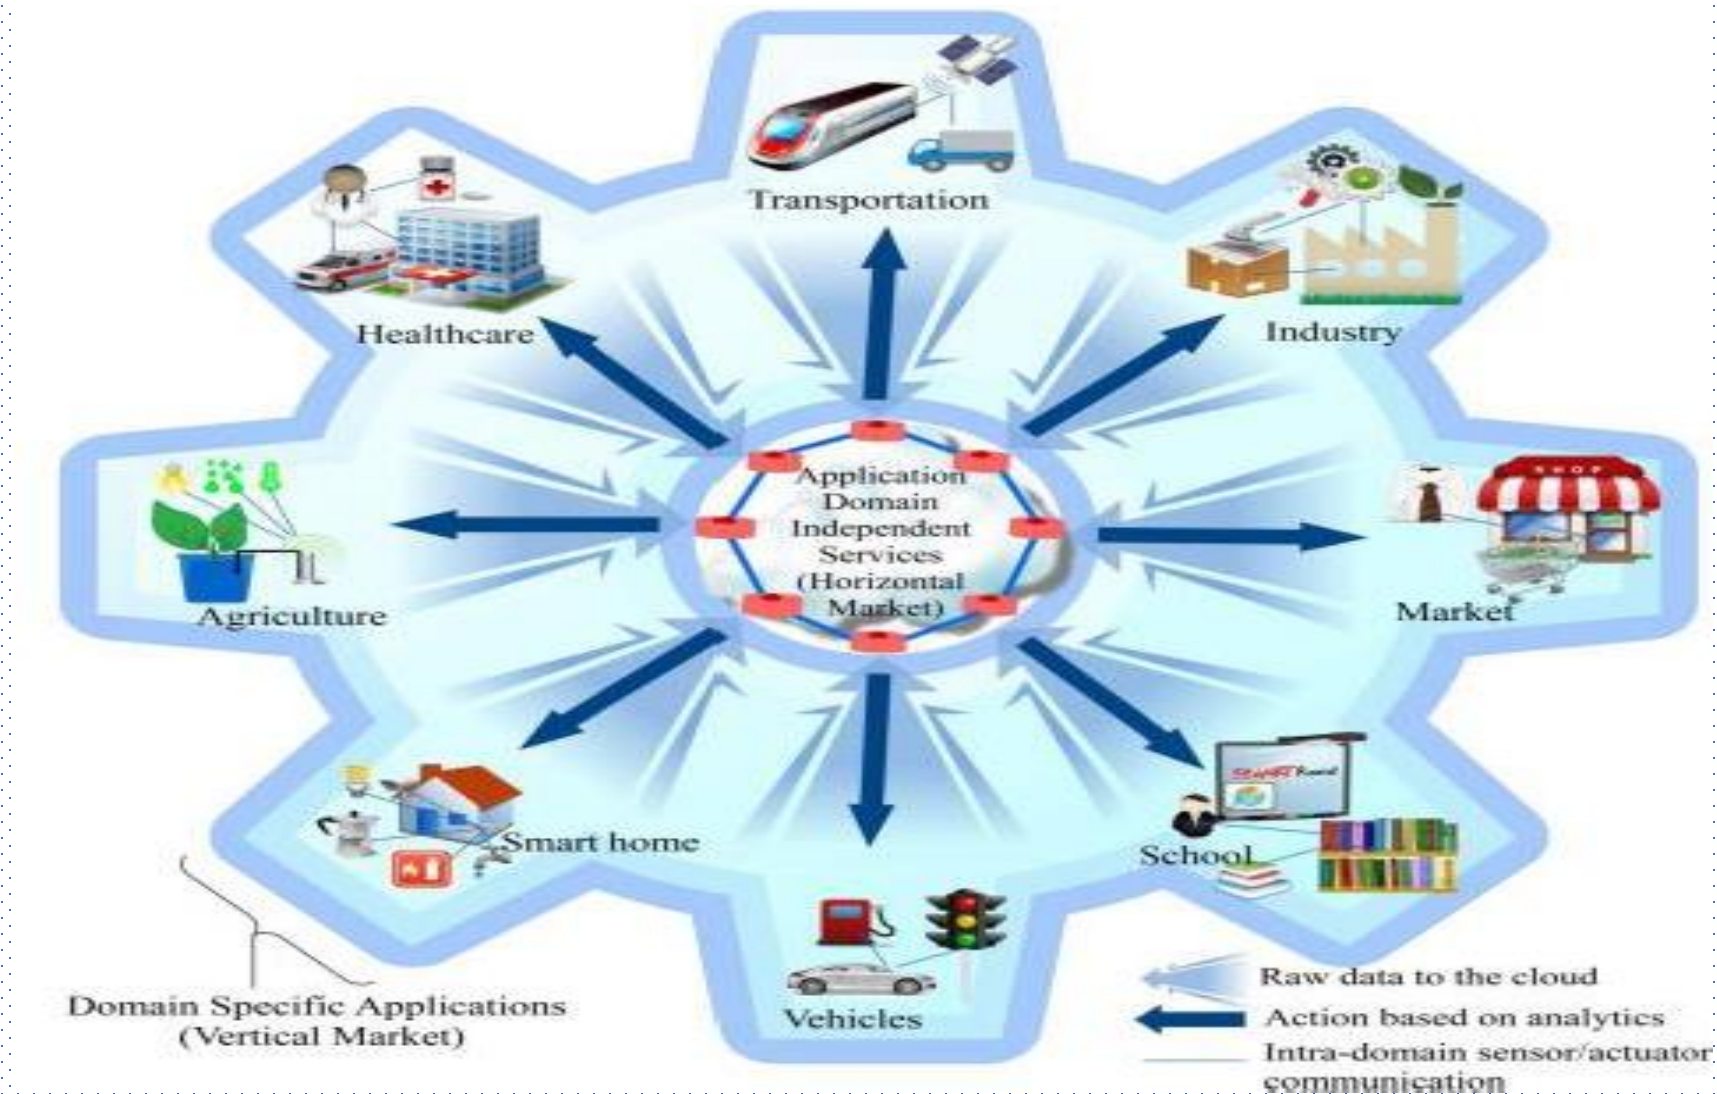 Transportation
Healthcare
Industry
Application
Domain
Independent
Services
(Horizontal
Market)
SHOP
Agriculture
Market
Smart home
School
Vehicles
Domain Specific Applications
(Vertical Market)
Raw data to the cloud
Action based on analytics
Intra-domain sensor/actuator
communication